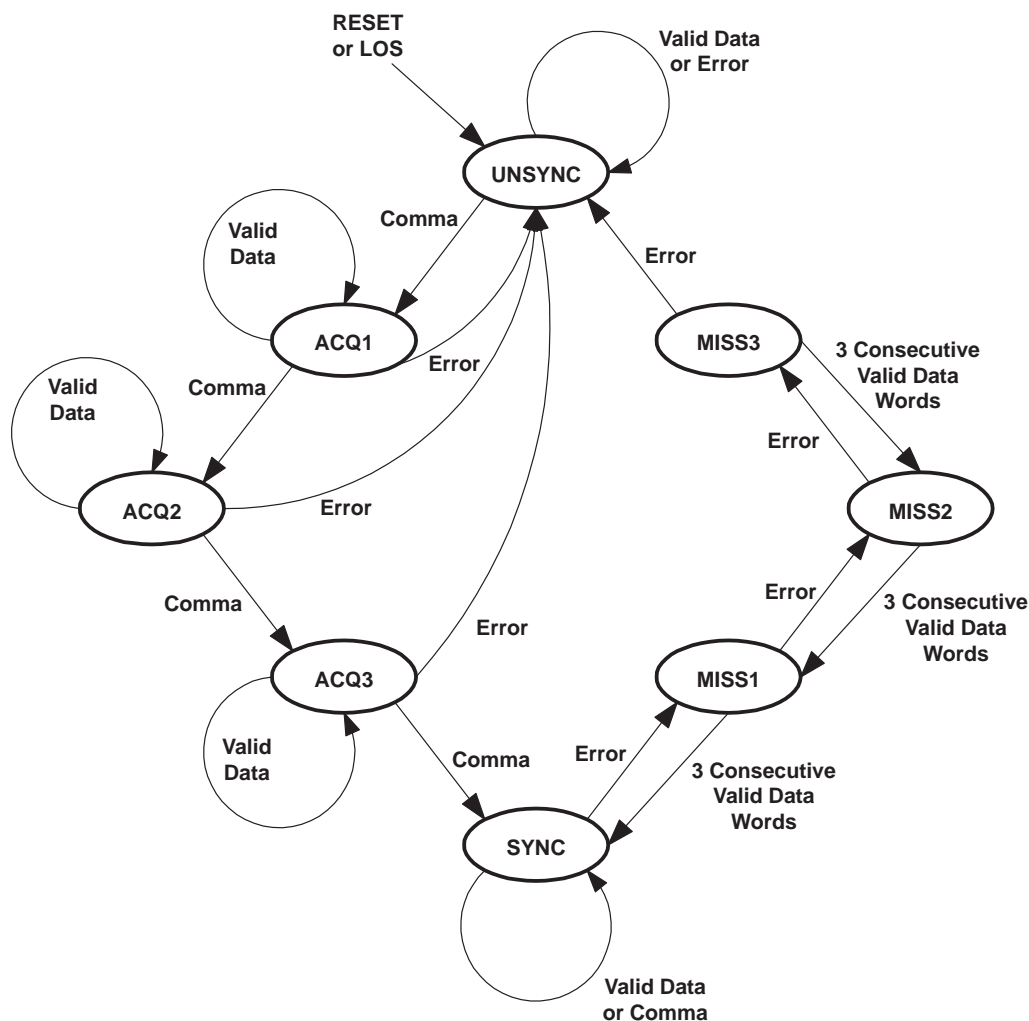 RESET
or LOS
Valid Data
or Error
UNSYNC
Comma
Valid
Data
Error
ACQ1
Error
MISS3
3 Consecutive
Valid Data
Words
Valid
Data
Comma
Error
ACQ2
Error
MISS2
Comma
Error
Error
3 Consecutive
Valid Data
Words
ACQ3
MISS1
Valid
Data
Comma
Error
3 Consecutive
Valid Data
Words
SYNC
Valid Data
or Comma